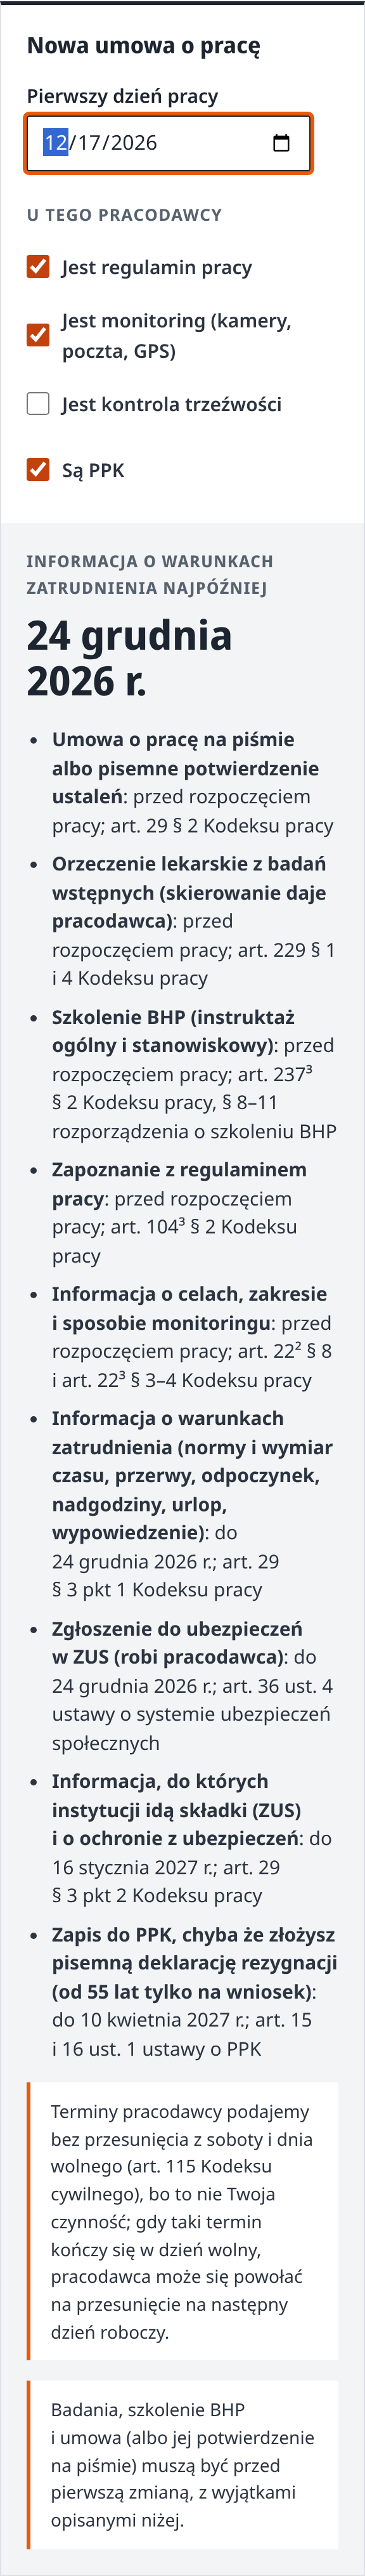 Nowa umowa o pracę
Pierwszy dzień pracy
12/17/2026
U TEGO PRACODAWCY
Jest regulamin pracy
Jest monitoring (kamery,
poczta, GPS)
Jest kontrola trzeźwości
Są PPK
INFORMACJA O WARUNKACH
ZATRUDNIENIA NAJPÓŹNIEJ
24 grudnia
2026 r.
• Umowa o pracę na piśmie
albo pisemne potwierdzenie
ustaleń: przed rozpoczęciem
pracy; art. 29 § 2 Kodeksu pracy
• Orzeczenie lekarskie z badań
wstępnych (skierowanie daje
pracodawca): przed
rozpoczęciem pracy; art. 229 § 1
i 4 Kodeksu pracy
• Szkolenie BHP (instruktaż
ogólny i stanowiskowy): przed
rozpoczęciem pracy; art. 237³
§ 2 Kodeksu pracy, § 8–11
rozporządzenia o szkoleniu BHP
• Zapoznanie z regulaminem
pracy: przed rozpoczęciem
pracy; art. 104³ § 2 Kodeksu
pracy
• Informacja o celach, zakresie
i sposobie monitoringu: przed
rozpoczęciem pracy; art. 22² § 8
i art. 22³ § 3–4 Kodeksu pracy
• Informacja o warunkach
zatrudnienia (normy i wymiar
czasu, przerwy, odpoczynek,
nadgodziny, urlop,
wypowiedzenie): do
24 grudnia 2026 r.; art. 29
§ 3 pkt 1 Kodeksu pracy
• Zgłoszenie do ubezpieczeń
w ZUS (robi pracodawca): do
24 grudnia 2026 r.; art. 36 ust. 4
ustawy o systemie ubezpieczeń
społecznych
• Informacja, do których
instytucji idą składki (ZUS)
i o ochronie z ubezpieczeń: do
16 stycznia 2027 r.; art. 29
§ 3 pkt 2 Kodeksu pracy
• Zapis do PPK, chyba że złożysz
pisemną deklarację rezygnacji
(od 55 lat tylko na wniosek):
do 10 kwietnia 2027 r.; art. 15
i 16 ust. 1 ustawy o PPK
Terminy pracodawcy podajemy
bez przesunięcia z soboty i dnia
wolnego (art. 115 Kodeksu
cywilnego), bo to nie Twoja
czynność; gdy taki termin
kończy się w dzień wolny,
pracodawca może się powołać
na przesunięcie na następny
dzień roboczy.
Badania, szkolenie BHP
i umowa (albo jej potwierdzenie
na piśmie) muszą być przed
pierwszą zmianą, z wyjątkami
opisanymi niżej.